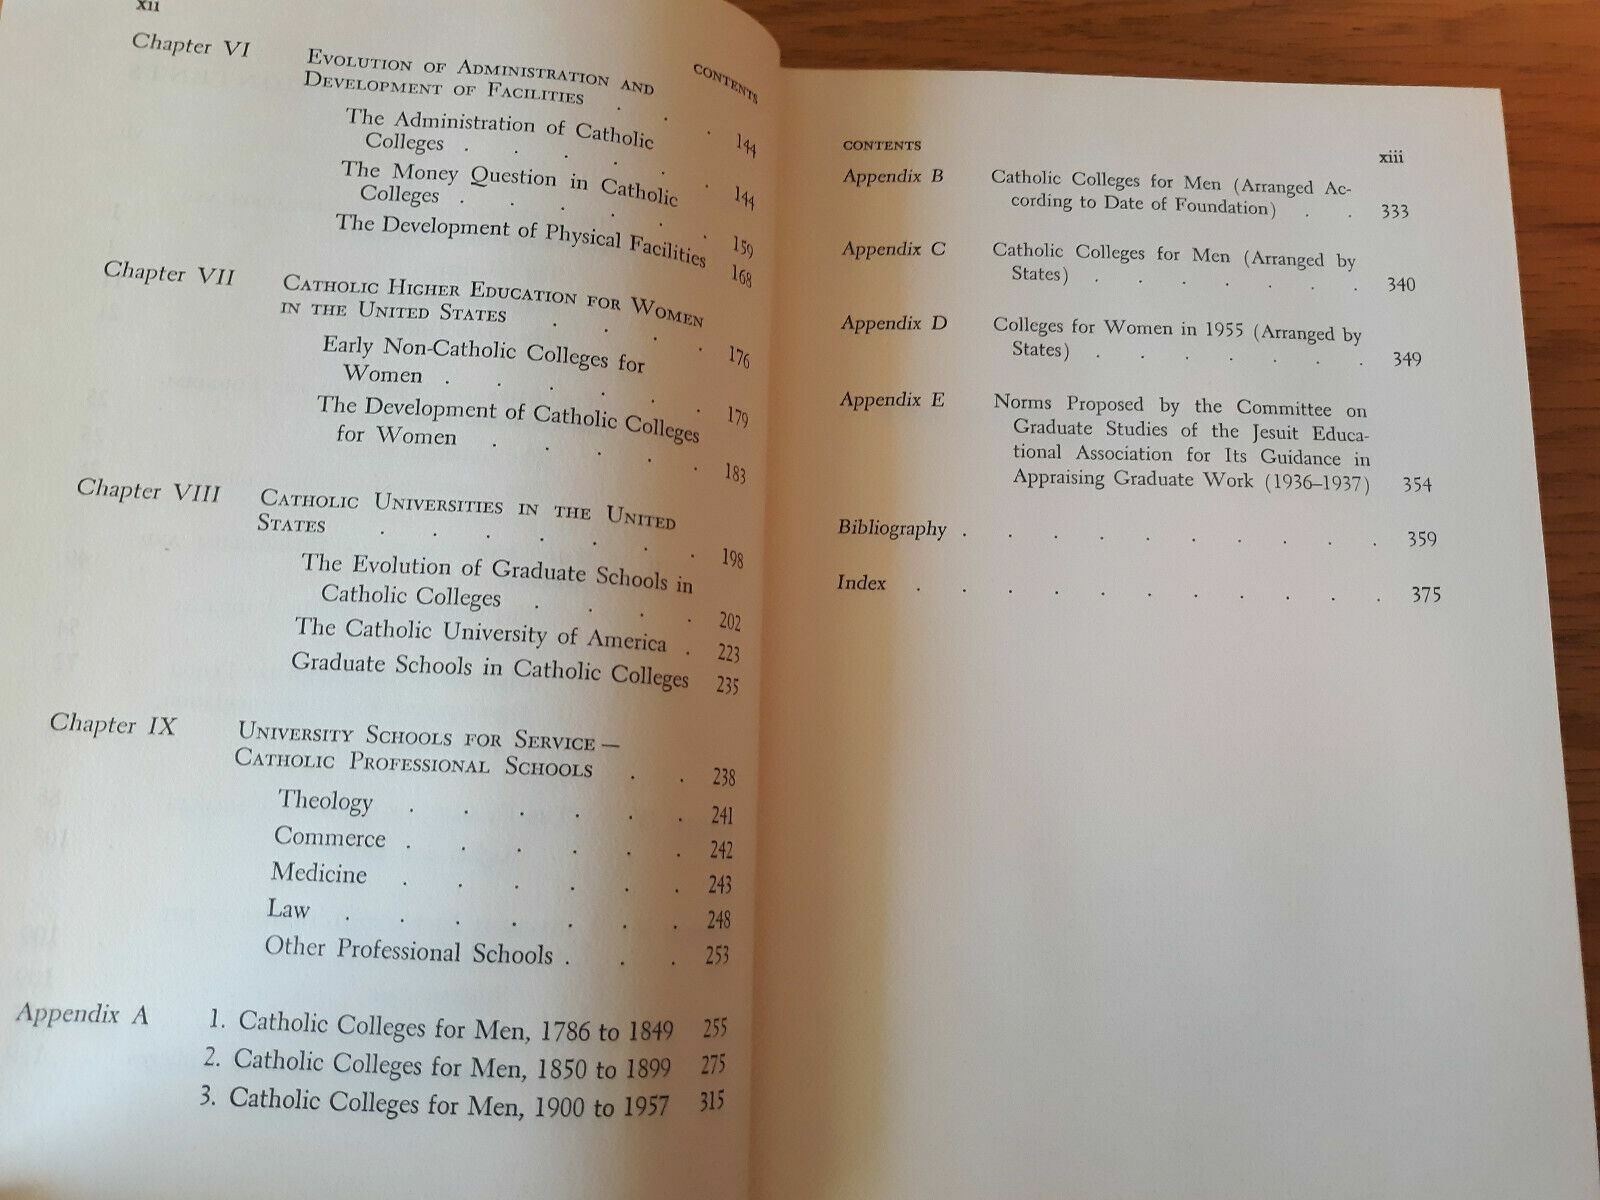 xii
CONTENTS
Chapter VI EVOLUTION OF ADMINISTRATION AND
DEVELOPMENT OF FACILITIES . . . 144
The Administration of Catholic
Colleges . . . . . . 144
The Money Question in Catholic
Colleges . . . . . . 159
The Development of Physical Facilities 168
Chapter VII CATHOLIC HIGHER EDUCATION FOR WOMEN
IN THE UNITED STATES . . . . 176
Early Non-Catholic Colleges for
Women . . . . . . 179
The Development of Catholic Colleges
for Women . . . . . 183
Chapter VIII CATHOLIC UNIVERSITIES IN THE UNITED
STATES . . . . . . . 198
The Evolution of Graduate Schools in
Catholic Colleges . . . . 202
The Catholic University of America . 223
Graduate Schools in Catholic Colleges 235
Chapter IX UNIVERSITY SCHOOLS FOR SERVICE —
CATHOLIC PROFESSIONAL SCHOOLS . . 238
Theology . . . . . . 241
Commerce . . . . . . 242
Medicine . . . . . . 243
Law . . . . . . . 248
Other Professional Schools . . . 253
Appendix A 1. Catholic Colleges for Men, 1786 to 1849 255
2. Catholic Colleges for Men, 1850 to 1899 275
3. Catholic Colleges for Men, 1900 to 1957 315
CONTENTS xiii
Appendix B Catholic Colleges for Men (Arranged Ac-
cording to Date of Foundation) . . 333
Appendix C Catholic Colleges for Men (Arranged by
States) . . . . . . . 340
Appendix D Colleges for Women in 1955 (Arranged by
States) . . . . . . . 349
Appendix E Norms Proposed by the Committee on
Graduate Studies of the Jesuit Educa-
tional Association for Its Guidance in
Appraising Graduate Work (1936–1937) 354
Bibliography . . . . . . . . . . 359
Index . . . . . . . . . . . 375